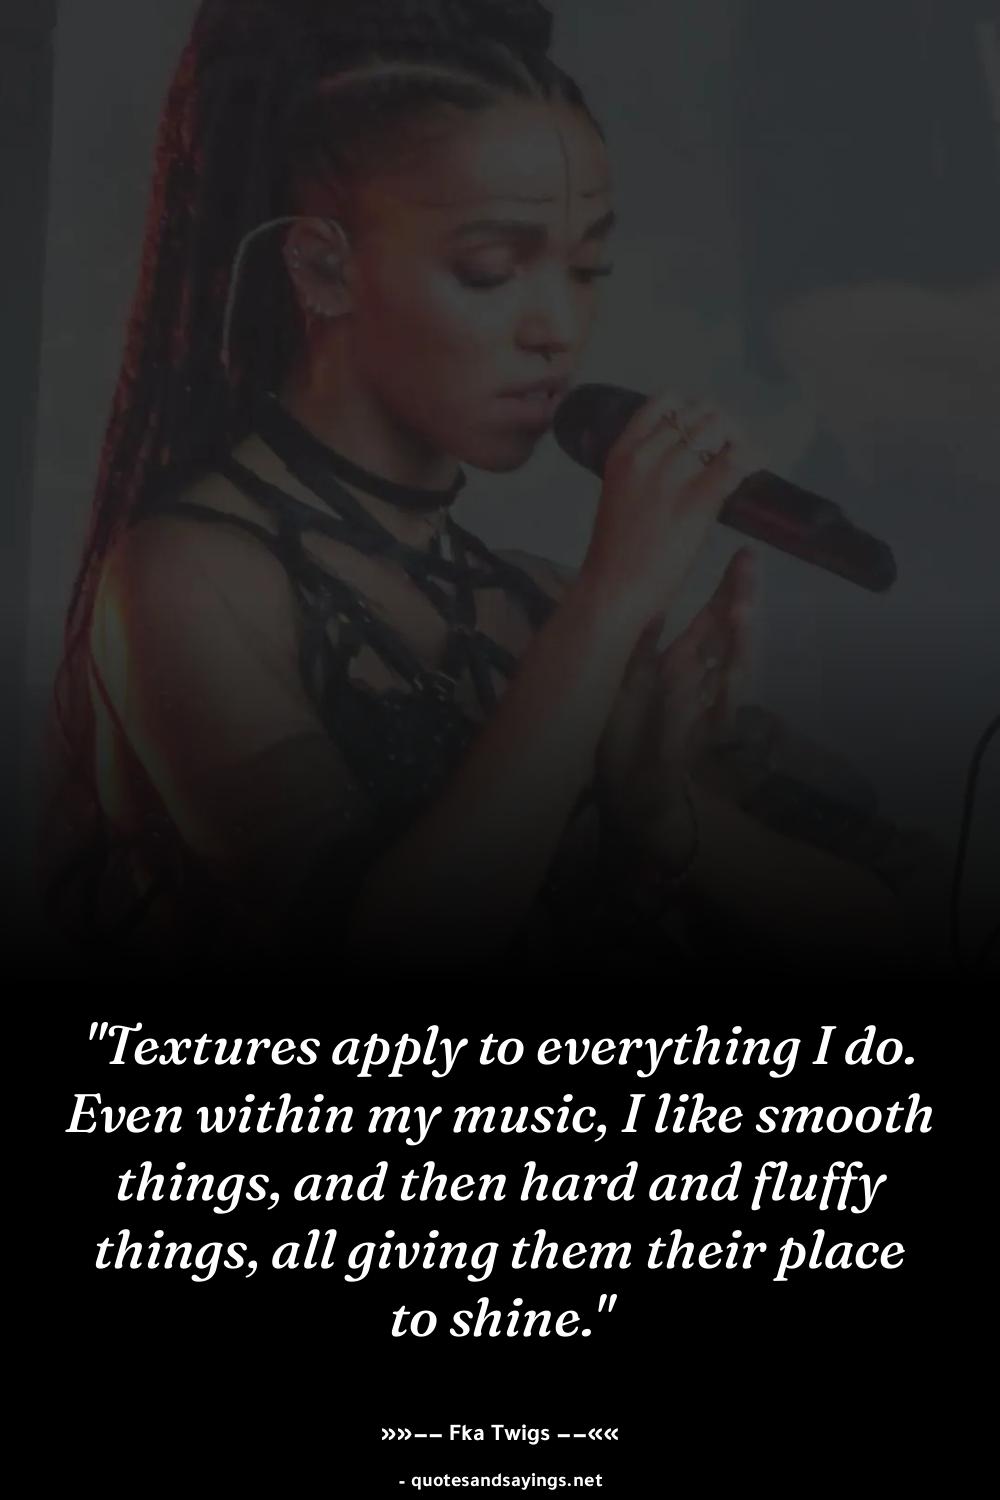 "Textures apply to everything I do.
Even within my music, I like smooth
things, and then hard and fluffy
things, all giving them their place
to shine."
»»–– Fka Twigs ––««
- quotesandsayings.net